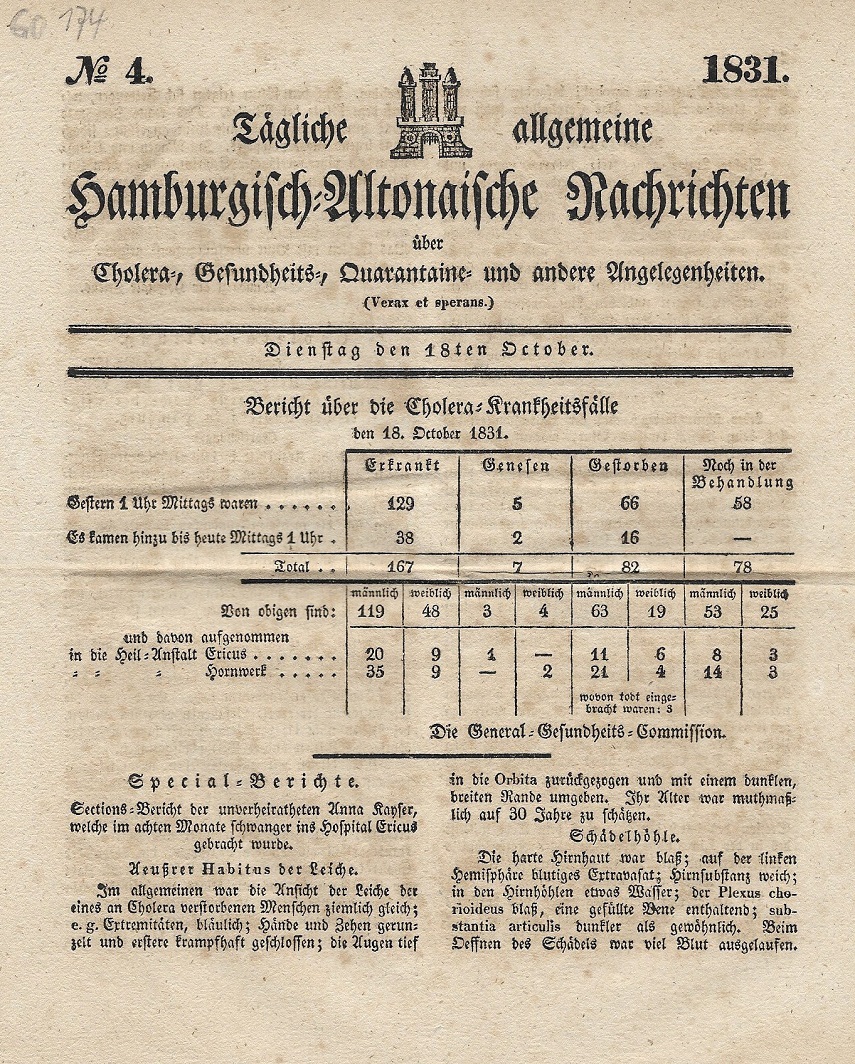 GO 174
No 4. 1831.
Tägliche allgemeine
Hamburgisch-Altonaische Nachrichten
über
Cholera-, Gesundheits-, Quarantaine- und andere Angelegenheiten.
(Verax et sperans.)
Dienstag den 18ten October.
Bericht über die Cholera-Krankheitsfälle
den 18. October 1831.
Erkrankt Genesen Gestorben Noch in der
Behandlung
Gestern 1 Uhr Mittags waren . . . . . . 129 5 66 58
Es kamen hinzu bis heute Mittags 1 Uhr . 38 2 16 —
Total . . 167 7 82 78
männlich weiblich männlich weiblich männlich weiblich männlich weiblich
Von obigen sind: 119 48 3 4 63 19 53 25
und davon aufgenommen
in die Heil-Anstalt Ericus . . . . . . . 20 9 1 — 11 6 8 3
- - - Hornwerk . . . . . 35 9 — 2 21 4 14 3
wovon todt einge-
bracht waren: 3
Die General-Gesundheits-Commission.
Special-Berichte.
Sections-Bericht der unverheiratheten Anna Kayser,
welche im achten Monate schwanger ins Hospital Ericus
gebracht wurde.
Aeußrer Habitus der Leiche.
Im allgemeinen war die Ansicht der Leiche der
eines an Cholera verstorbenen Menschen ziemlich gleich;
e. g. Extremitäten, bläulich; Hände und Zehen gerun-
zelt und erstere krampfhaft geschlossen; die Augen tief
in die Orbita zurückgezogen und mit einem dunklen,
breiten Rande umgeben. Ihr Alter war muthmaß-
lich auf 30 Jahre zu schätzen.
Schädelhöhle.
Die harte Hirnhaut war blaß; auf der linken
Hemisphäre blutiges Extravasat; Hirnsubstanz weich;
in den Hirnhöhlen etwas Wasser; der Plexus cho-
rioideus blaß, eine gefüllte Vene enthaltend; sub-
stantia articulis dunkler als gewöhnlich. Beim
Oeffnen des Schädels war viel Blut ausgelaufen.